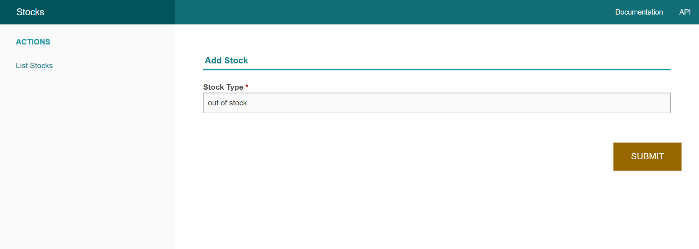 Stocks
Documentation API
ACTIONS
List Stocks
Add Stock
Stock Type *
out of stock
SUBMIT